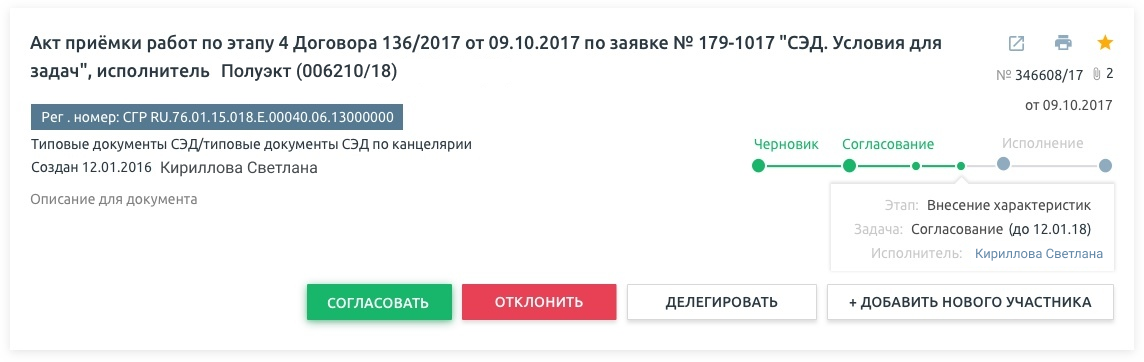 Акт приёмки работ по этапу 4 Договора 136/2017 от 09.10.2017 по заявке № 179-1017 "СЭД. Условия для
задач", исполнитель Полуэкт (006210/18)
№ 346608/17 2
от 09.10.2017
Рег . номер: СГР RU.76.01.15.018.E.00040.06.13000000
Типовые документы СЭД/типовые документы СЭД по канцелярии
Создан 12.01.2016 Кириллова Светлана
Описание для документа
Черновик Согласование Исполнение
Этап: Внесение характеристик
Задача: Согласование (до 12.01.18)
Исполнитель: Кириллова Светлана
СОГЛАСОВАТЬ ОТКЛОНИТЬ ДЕЛЕГИРОВАТЬ + ДОБАВИТЬ НОВОГО УЧАСТНИКА